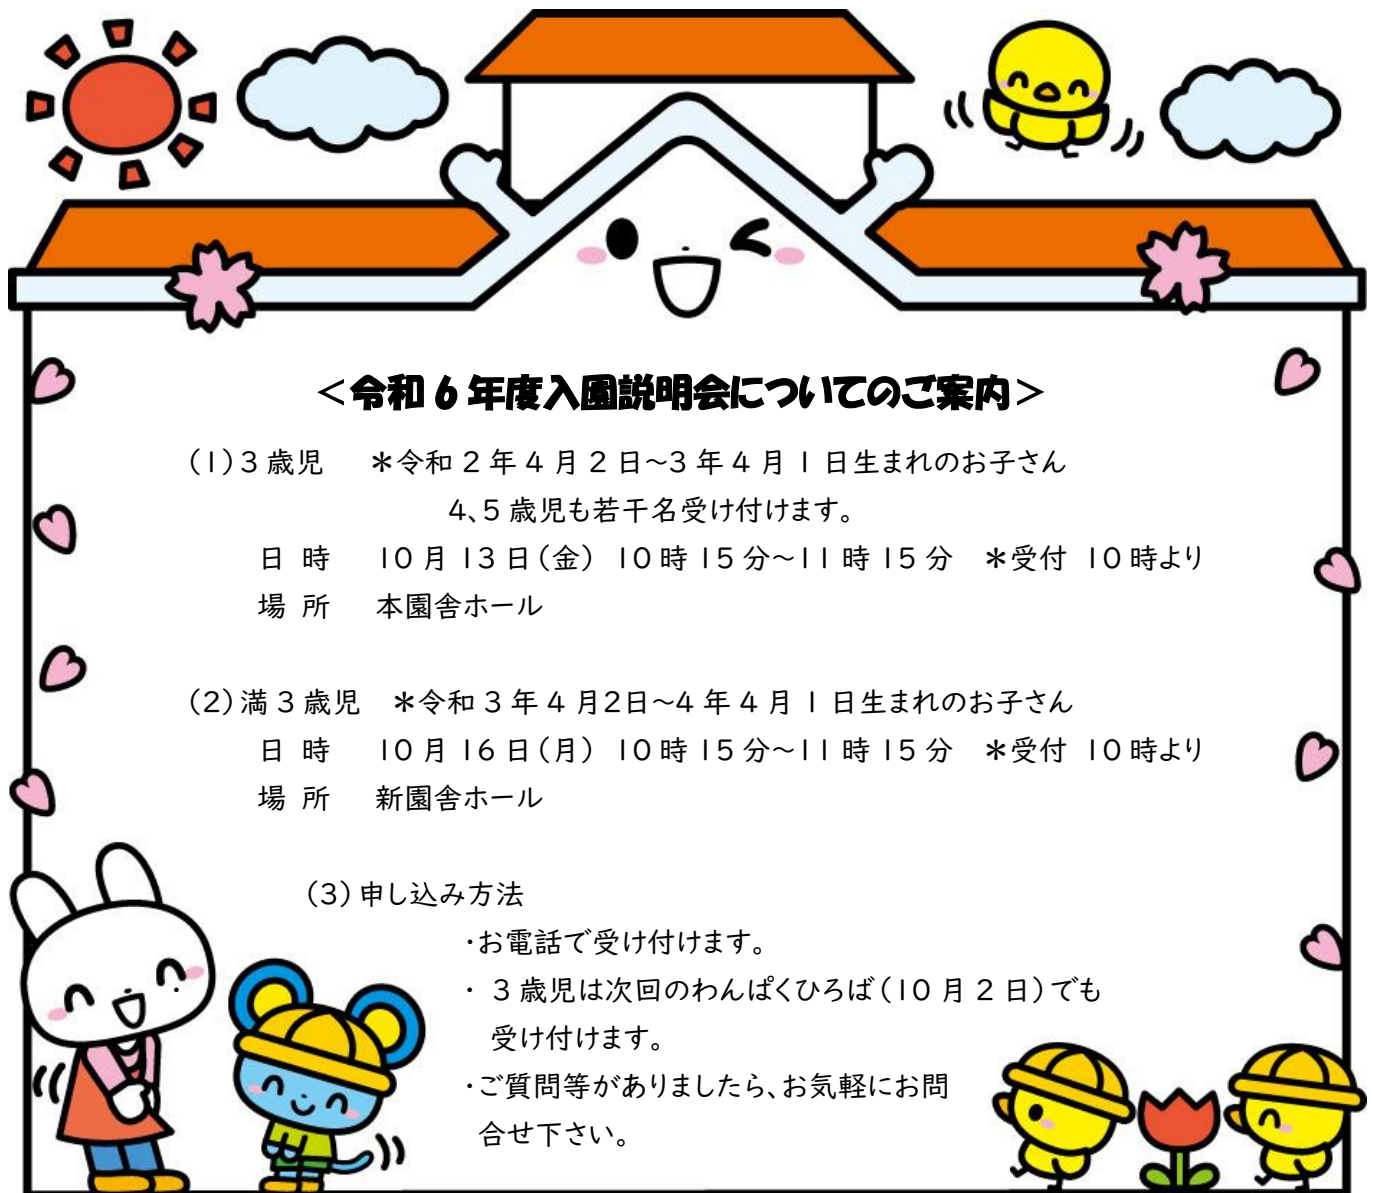 ＜令和６年度入園説明会についてのご案内＞
(1)３歳児　＊令和２年４月２日～３年４月１日生まれのお子さん
４、５歳児も若干名受け付けます。
日 時　10月13日(金) 10時15分～11時15分　＊受付 10時より
場 所　本園舎ホール
(2)満３歳児　＊令和３年４月2日～４年４月１日生まれのお子さん
日 時　10月16日(月) 10時15分～11時15分　＊受付 10時より
場 所　新園舎ホール
(3)申し込み方法
・お電話で受け付けます。
・ ３歳児は次回のわんぱくひろば(10月２日)でも
受け付けます。
・ご質問等がありましたら、お気軽にお問
合せ下さい。